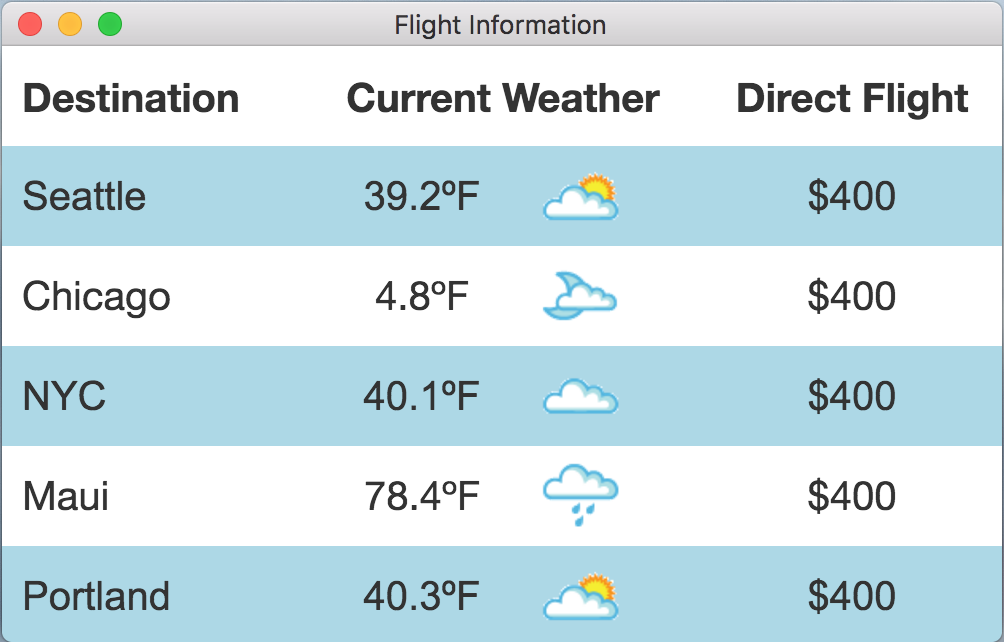 Flight Information
Destination Current Weather Direct Flight
Seattle 39.2ºF $400
Chicago 4.8ºF $400
NYC 40.1ºF $400
Maui 78.4ºF $400
Portland 40.3ºF $400